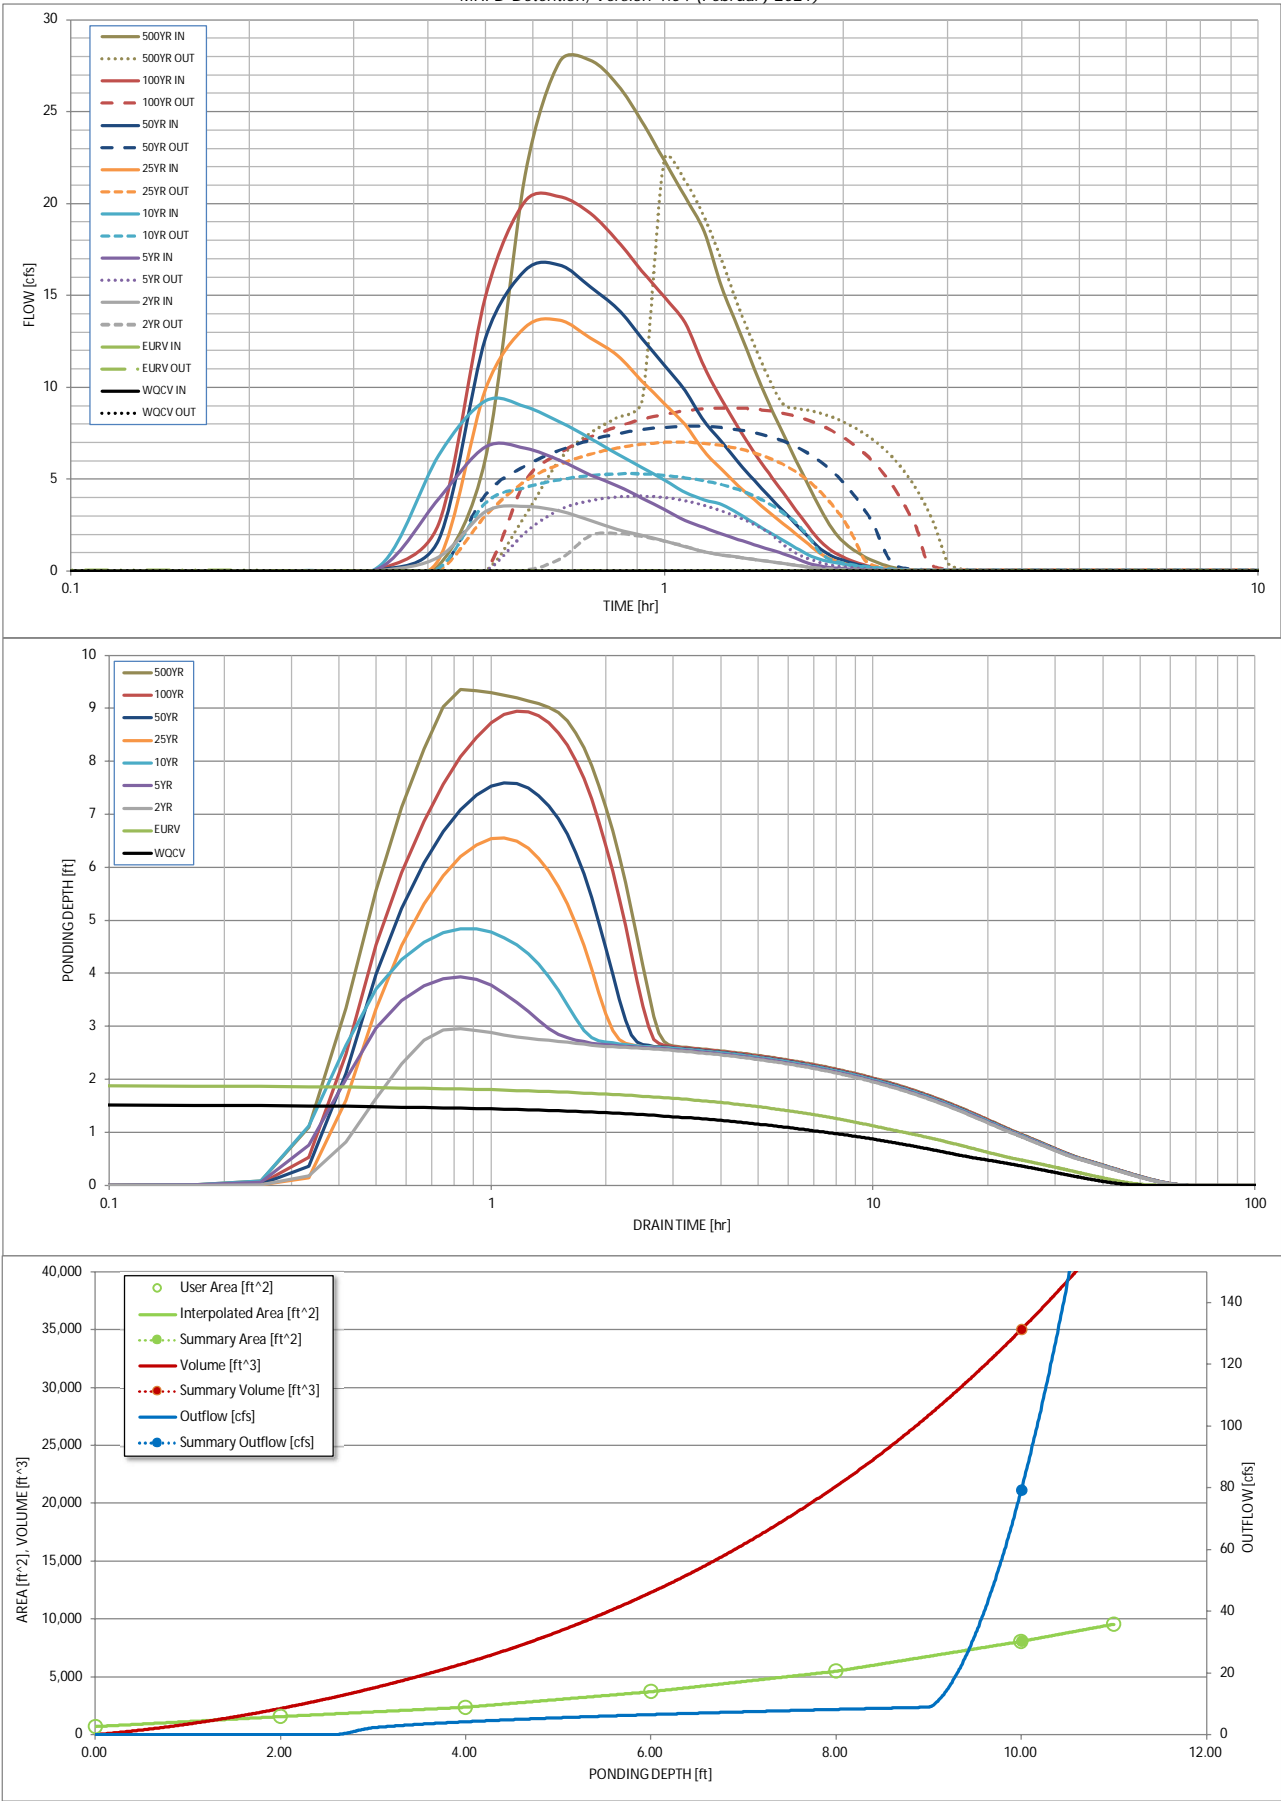 MHFD-Detention, Version 4.04 (February 2021)
30
25
20
15
10
5
0
FLOW [cfs]
500YR IN
500YR OUT
100YR IN
100YR OUT
50YR IN
50YR OUT
25YR IN
25YR OUT
10YR IN
10YR OUT
5YR IN
5YR OUT
2YR IN
2YR OUT
EURV IN
EURV OUT
WQCV IN
WQCV OUT
0.1 1 10
TIME [hr]
10
9
8
7
6
5
4
3
2
1
0
PONDING DEPTH [ft]
500YR
100YR
50YR
25YR
10YR
5YR
2YR
EURV
WQCV
0.1 1 10 100
DRAIN TIME [hr]
40,000
35,000
30,000
25,000
20,000
15,000
10,000
5,000
0
AREA [ft^2], VOLUME [ft^3]
User Area [ft^2]
Interpolated Area [ft^2]
Summary Area [ft^2]
Volume [ft^3]
Summary Volume [ft^3]
Outflow [cfs]
Summary Outflow [cfs]
140
120
100
80
60
40
20
0
OUTFLOW [cfs]
0.00 2.00 4.00 6.00 8.00 10.00 12.00
PONDING DEPTH [ft]